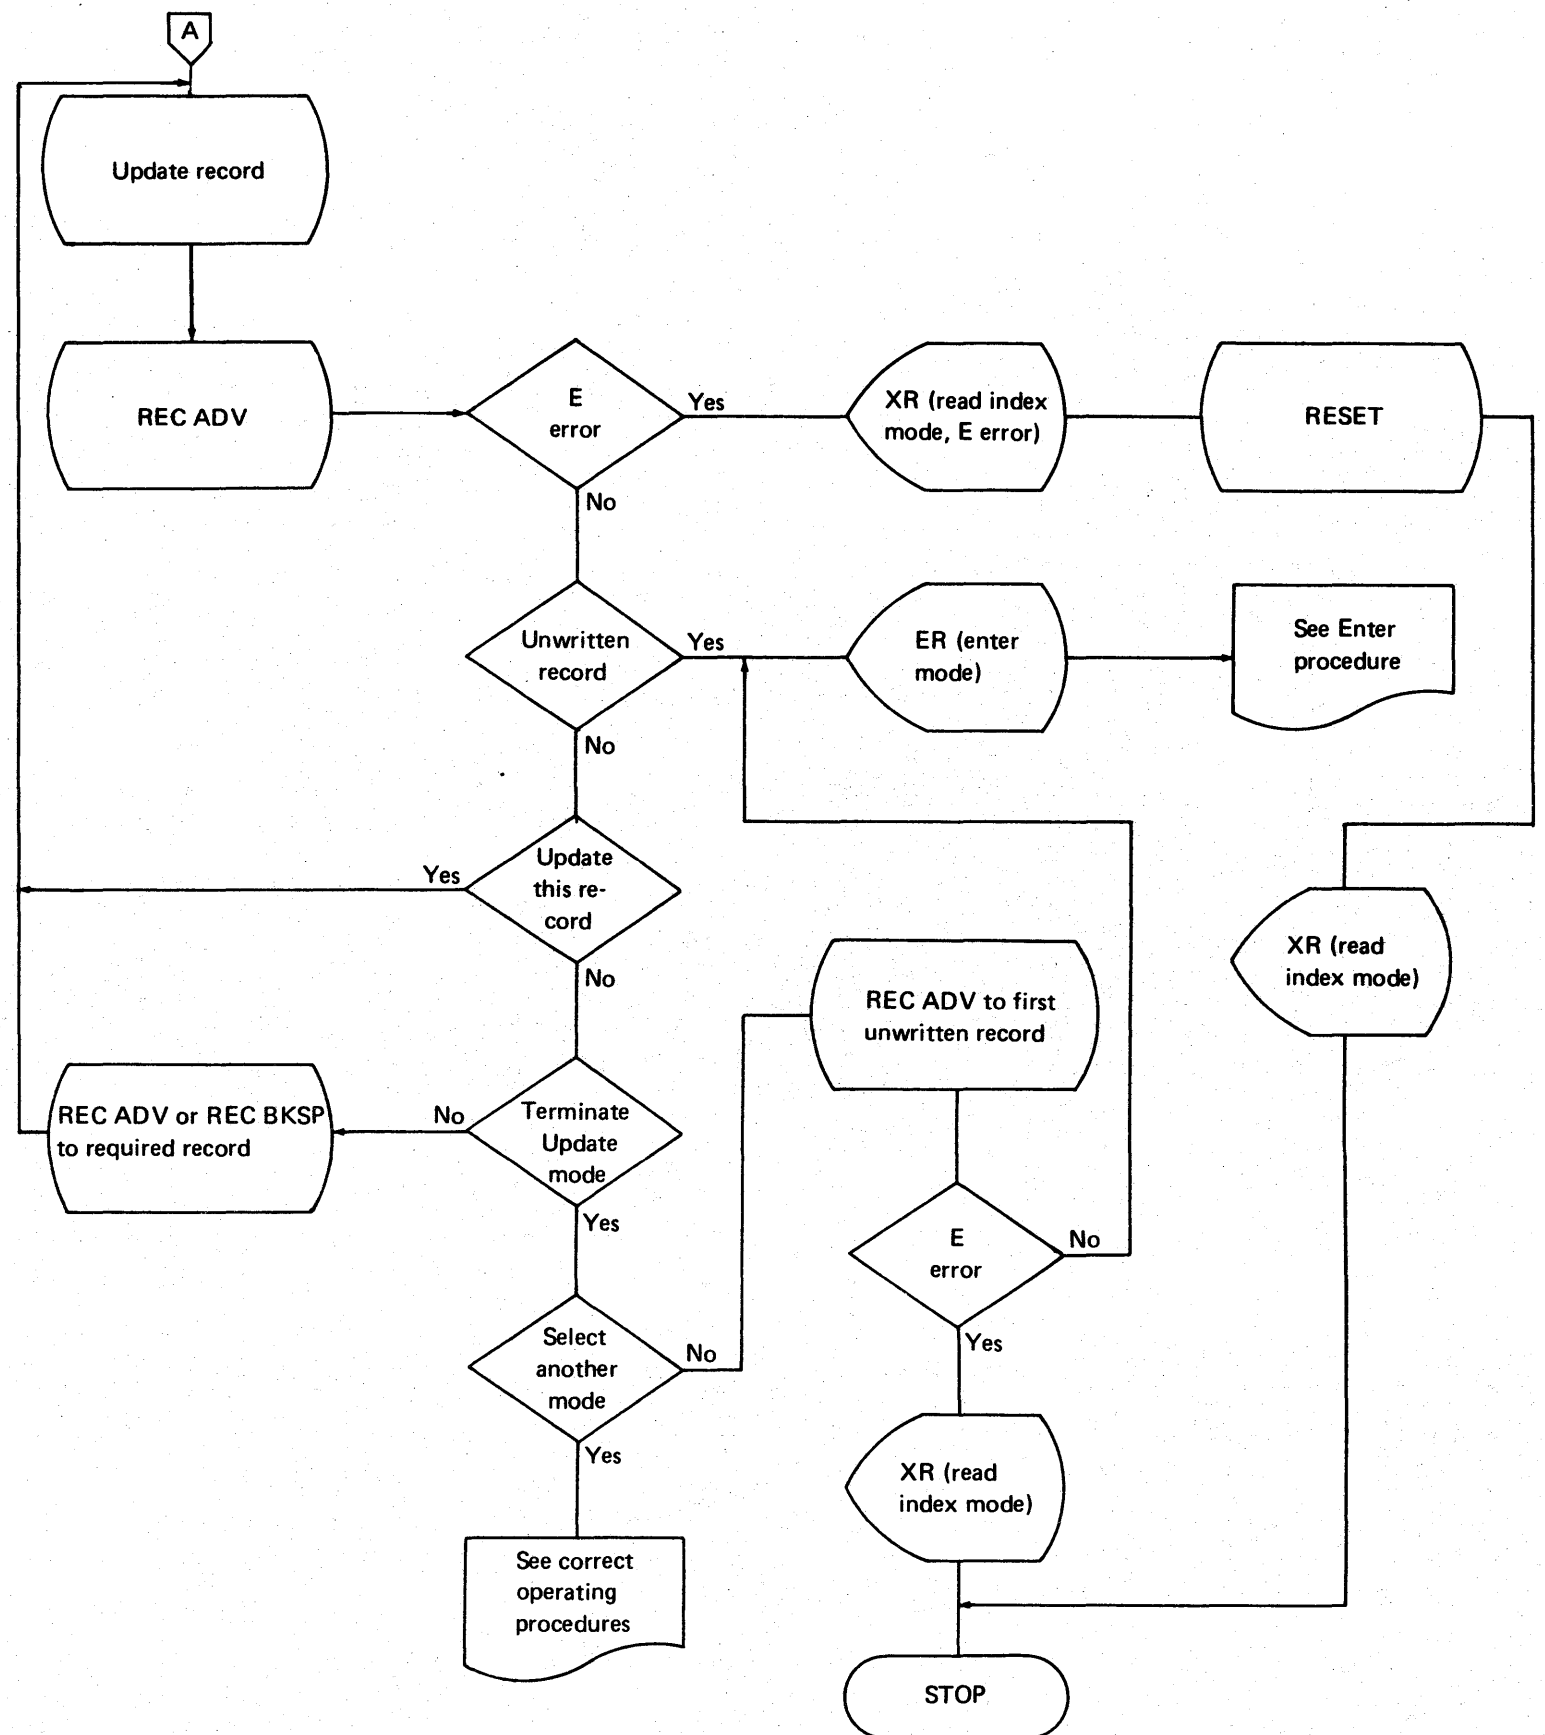 A
Update record
REC ADV
E
error
Yes
XR (read index
mode, E error)
RESET
No
Unwritten
record
Yes
ER (enter
mode)
See Enter
procedure
No
Update
this re-
cord
Yes
No
XR (read
index mode)
REC ADV to first
unwritten record
REC ADV or REC BKSP
to required record
No
Terminate
Update
mode
Yes
E
error
No
Yes
Select
another
mode
No
Yes
XR (read
index mode)
See correct
operating
procedures
STOP